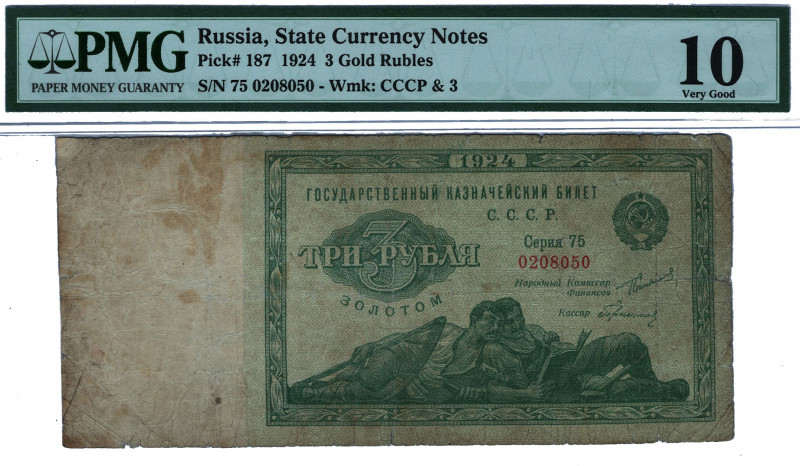 PMG
PAPER MONEY GUARANTY
Russia, State Currency Notes
Pick# 187 1924 3 Gold Rubles
S/N 75 0208050 - Wmk: CCCP & 3
10
Very Good
1924
ГОСУДАРСТВЕННЫЙ КАЗНАЧЕЙСКИЙ БИЛЕТ
С. С. С. Р.
Серия 75
0208050
3
ТРИ РУБЛЯ
ЗОЛОТОМ
Народный Комиссар
Финансов
Кассир